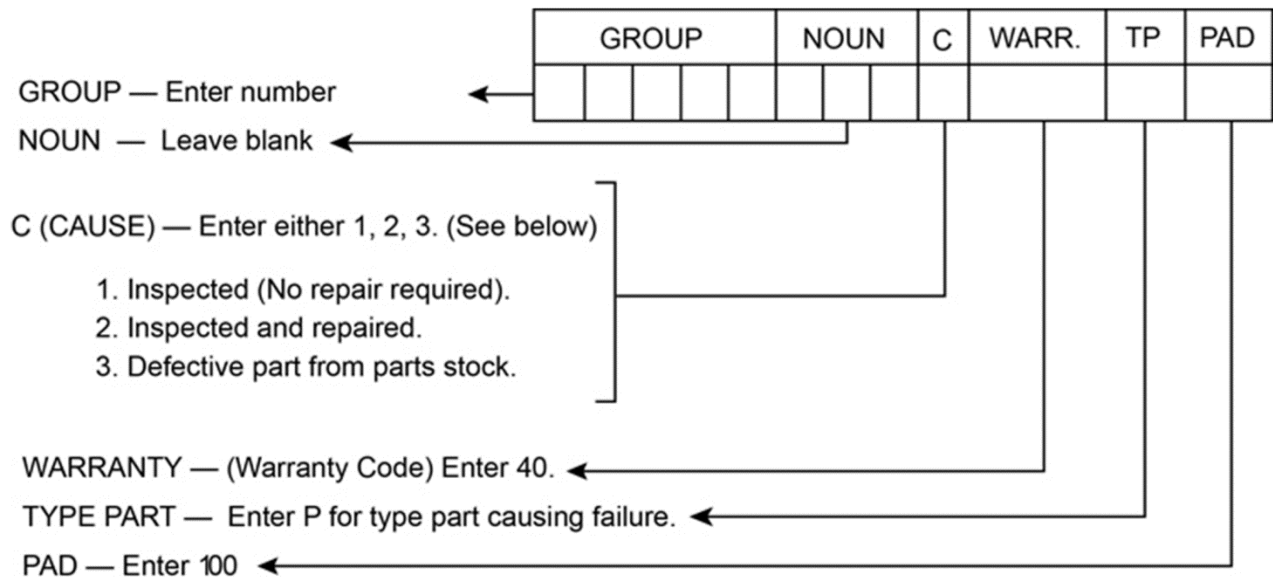 GROUP NOUN C WARR. TP PAD
GROUP — Enter number
NOUN — Leave blank
C (CAUSE) — Enter either 1, 2, 3. (See below)
1. Inspected (No repair required).
2. Inspected and repaired.
3. Defective part from parts stock.
WARRANTY — (Warranty Code) Enter 40.
TYPE PART — Enter P for type part causing failure.
PAD — Enter 100